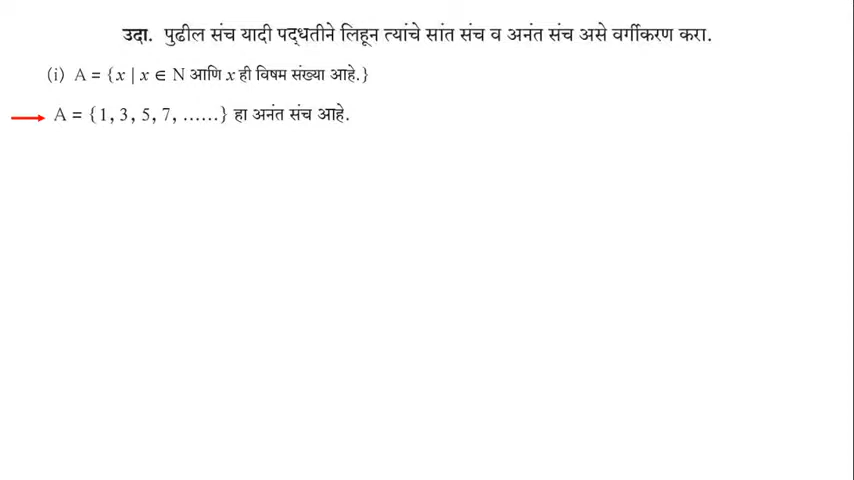 उदा. पुढील संच यादी पद्धतीने लिहून त्यांचे सांत संच व अनंत संच असे वर्गीकरण करा.
(i) A = {x | x ∈ N आणि x ही विषम संख्या आहे.}
A = {1, 3, 5, 7, ......} हा अनंत संच आहे.